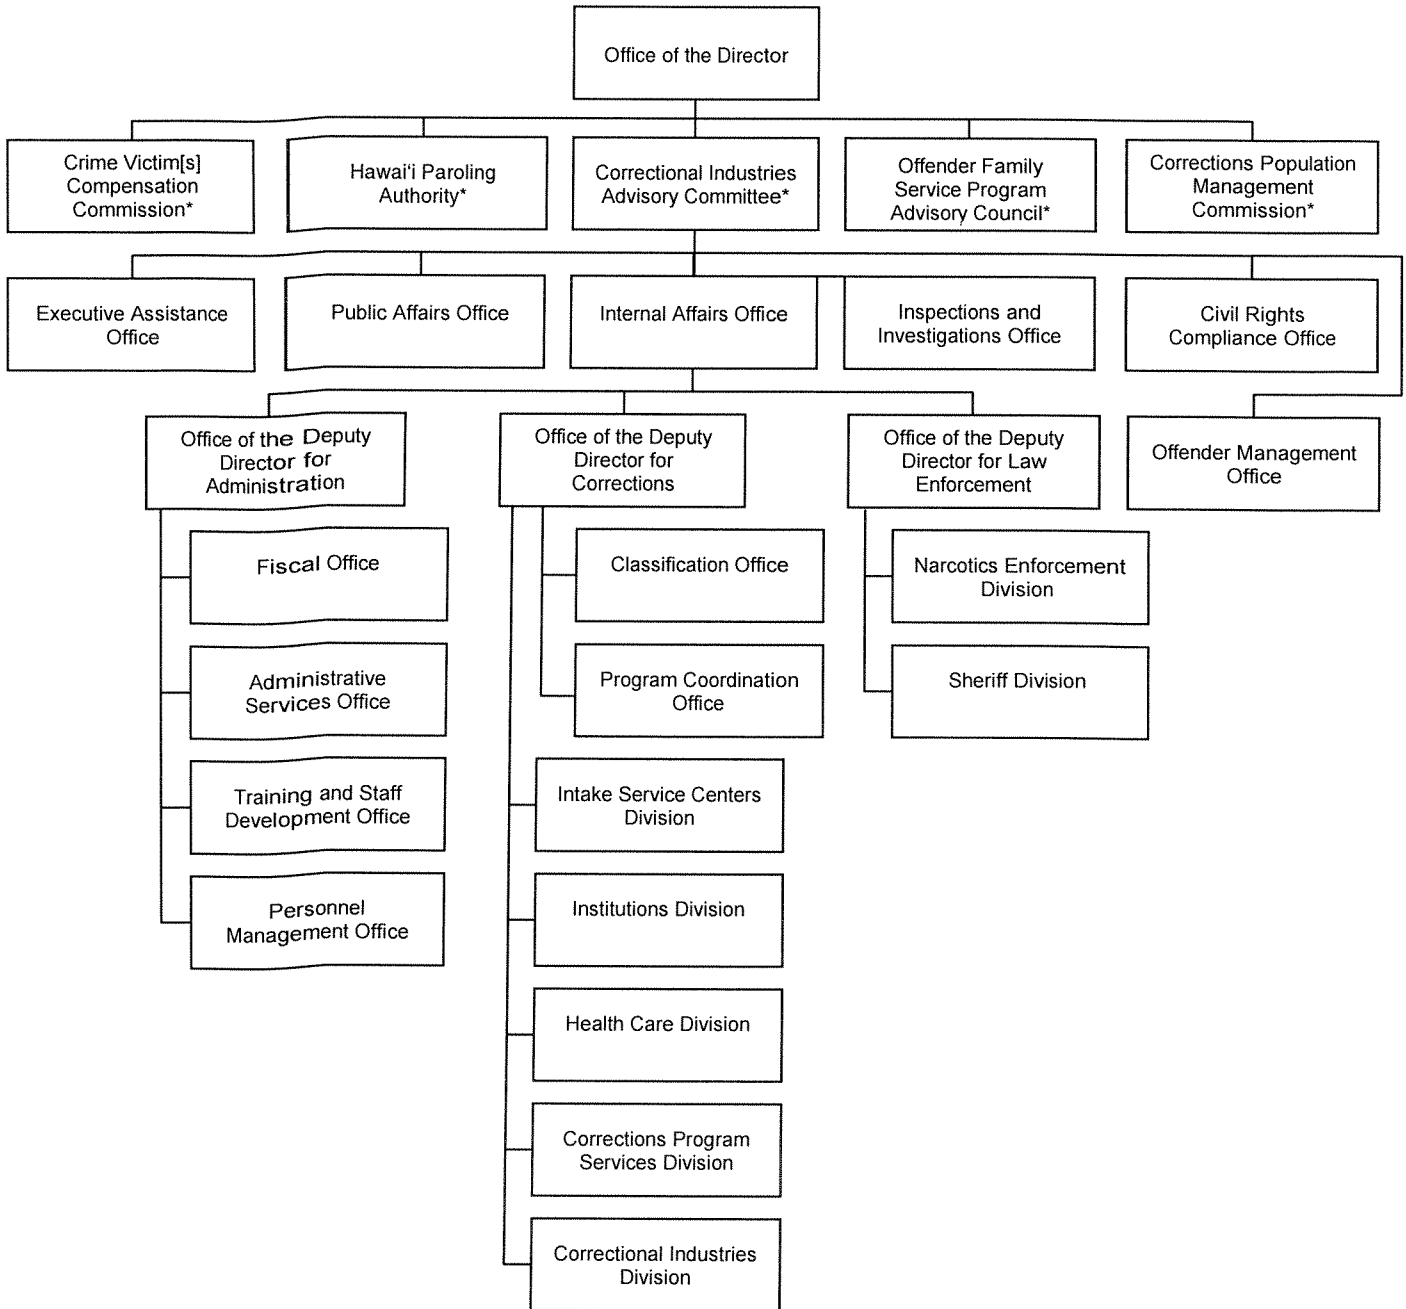 Office of the Director
Crime Victim[s]
Compensation
Commission*
Hawaiʻi Paroling
Authority*
Correctional Industries
Advisory Committee*
Offender Family
Service Program
Advisory Council*
Corrections Population
Management
Commission*
Executive Assistance
Office
Public Affairs Office
Internal Affairs Office
Inspections and
Investigations Office
Civil Rights
Compliance Office
Office of the Deputy
Director for
Administration
Office of the Deputy
Director for
Corrections
Office of the Deputy
Director for Law
Enforcement
Offender Management
Office
Fiscal Office
Administrative
Services Office
Training and Staff
Development Office
Personnel
Management Office
Classification Office
Program Coordination
Office
Intake Service Centers
Division
Institutions Division
Health Care Division
Corrections Program
Services Division
Correctional Industries
Division
Narcotics Enforcement
Division
Sheriff Division